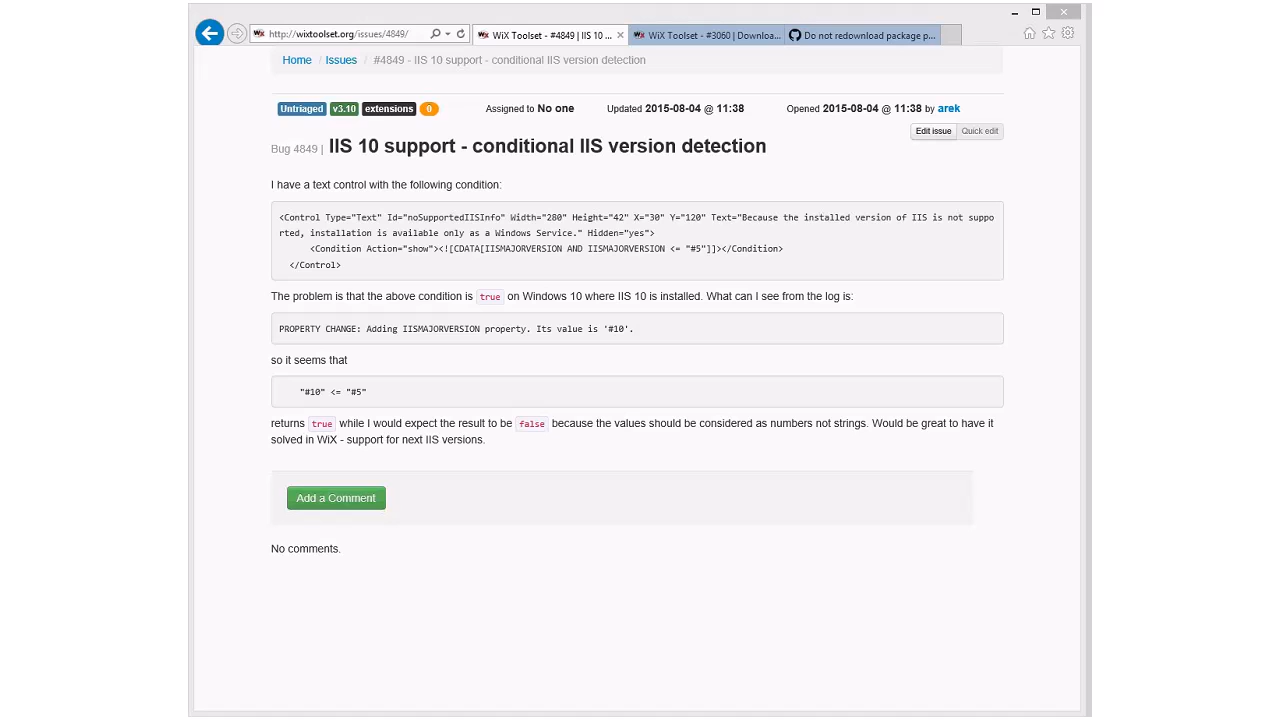 http://wixtoolset.org/issues/4849/
WiX Toolset - #4849 | IIS 10 ...
WiX Toolset - #3060 | Downloa...
Do not redownload package p...
Home / Issues / #4849 - IIS 10 support - conditional IIS version detection
Untriaged v3.10 extensions 0 Assigned to No one Updated 2015-08-04 @ 11:38 Opened 2015-08-04 @ 11:38 by arek
Edit issue Quick edit
Bug 4849 | IIS 10 support - conditional IIS version detection
I have a text control with the following condition:
<Control Type="Text" Id="noSupportedIISInfo" Width="280" Height="42" X="30" Y="120" Text="Because the installed version of IIS is not suppo
rted, installation is available only as a Windows Service." Hidden="yes">
<Condition Action="show"><![CDATA[IISMAJORVERSION AND IISMAJORVERSION <= "#5"]]></Condition>
</Control>
The problem is that the above condition is true on Windows 10 where IIS 10 is installed. What can I see from the log is:
PROPERTY CHANGE: Adding IISMAJORVERSION property. Its value is '#10'.
so it seems that
"#10" <= "#5"
returns true while I would expect the result to be false because the values should be considered as numbers not strings. Would be great to have it
solved in WiX - support for next IIS versions.
Add a Comment
No comments.